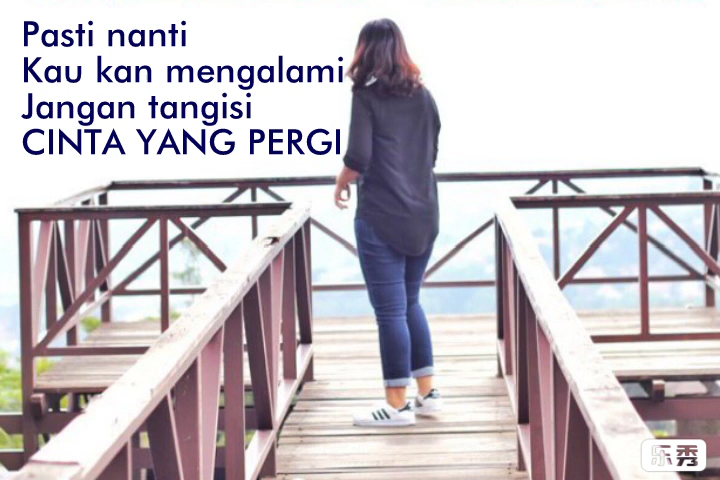 Pasti nanti
Kau kan mengalami
Jangan tangisi
CINTA YANG PERGI
乐秀